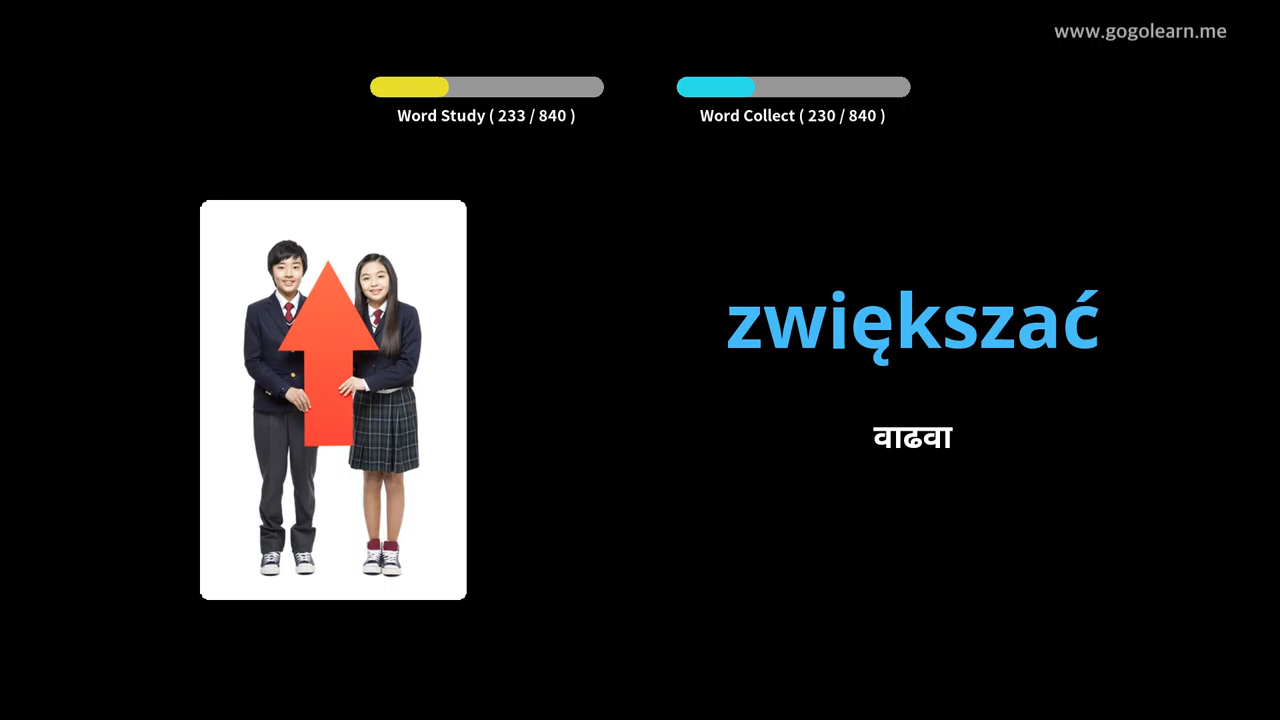 www.gogolearn.me
Word Study ( 233 / 840 )
Word Collect ( 230 / 840 )
zwiększać
वाढवा